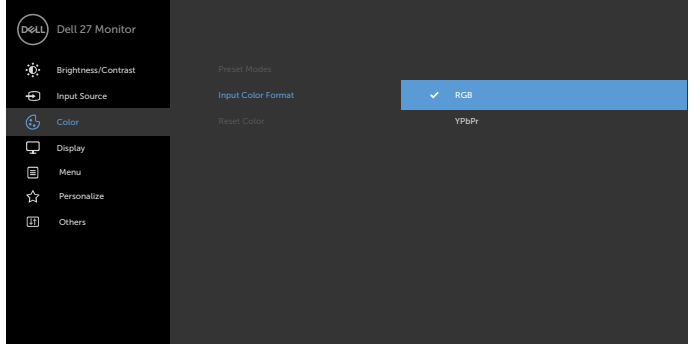 DELL Dell 27 Monitor
Brightness/Contrast
Input Source
Color
Display
Menu
Personalize
Others
Preset Modes
Input Color Format
Reset Color
RGB
YPbPr